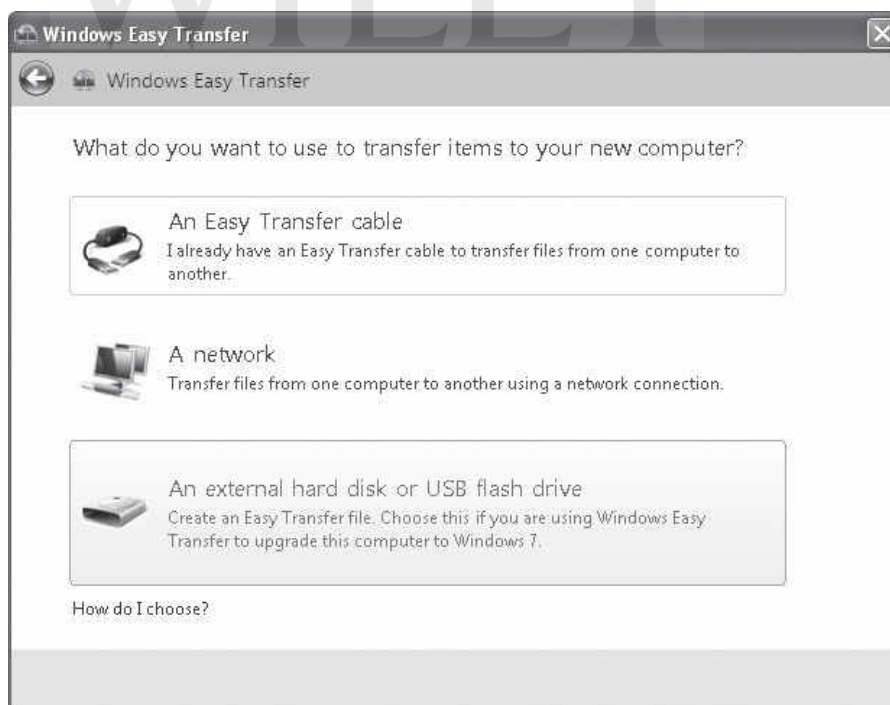 WILEY
Windows Easy Transfer
Windows Easy Transfer
What do you want to use to transfer items to your new computer?
An Easy Transfer cable
I already have an Easy Transfer cable to transfer files from one computer to
another.
A network
Transfer files from one computer to another using a network connection.
An external hard disk or USB flash drive
Create an Easy Transfer file. Choose this if you are using Windows Easy
Transfer to upgrade this computer to Windows 7.
How do I choose?